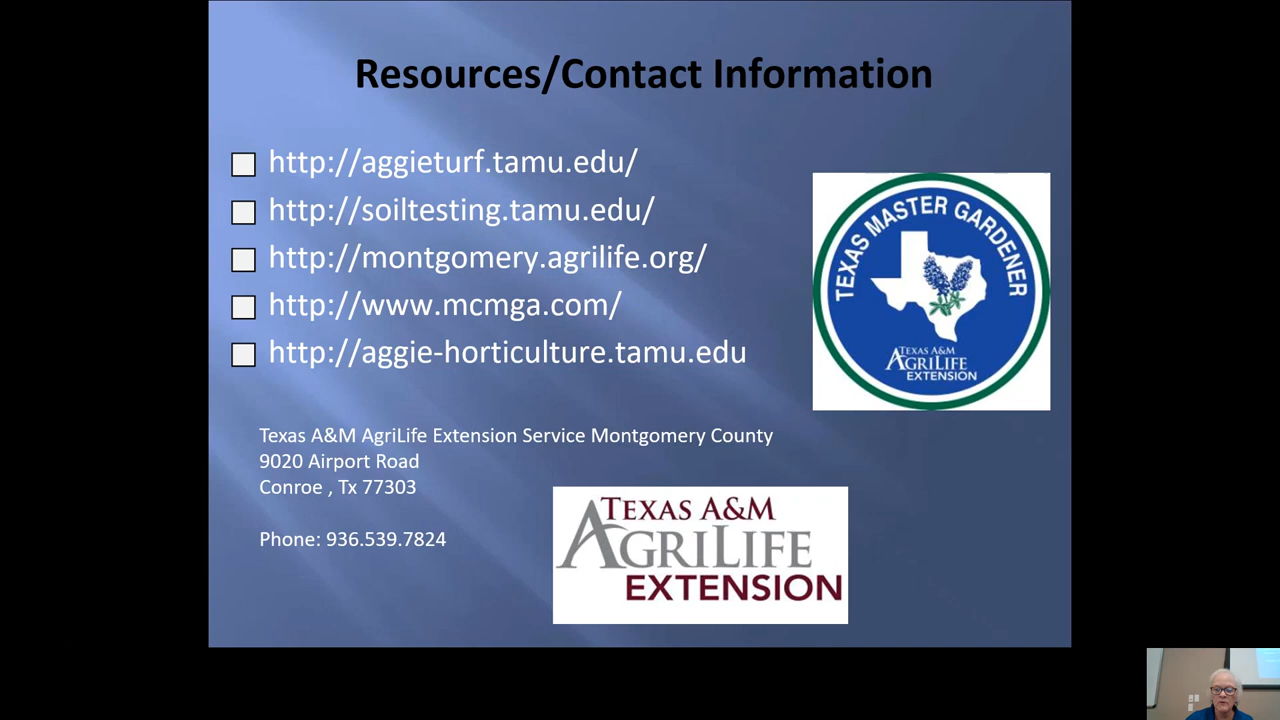 Resources/Contact Information
http://aggieturf.tamu.edu/
http://soiltesting.tamu.edu/
http://montgomery.agrilife.org/
http://www.mcmga.com/
http://aggie-horticulture.tamu.edu
TEXAS MASTER GARDENER
TEXAS A&M
AGRILIFE
EXTENSION
Texas A&M AgriLife Extension Service Montgomery County
9020 Airport Road
Conroe , Tx 77303
Phone: 936.539.7824
TEXAS A&M
AGRILIFE
EXTENSION